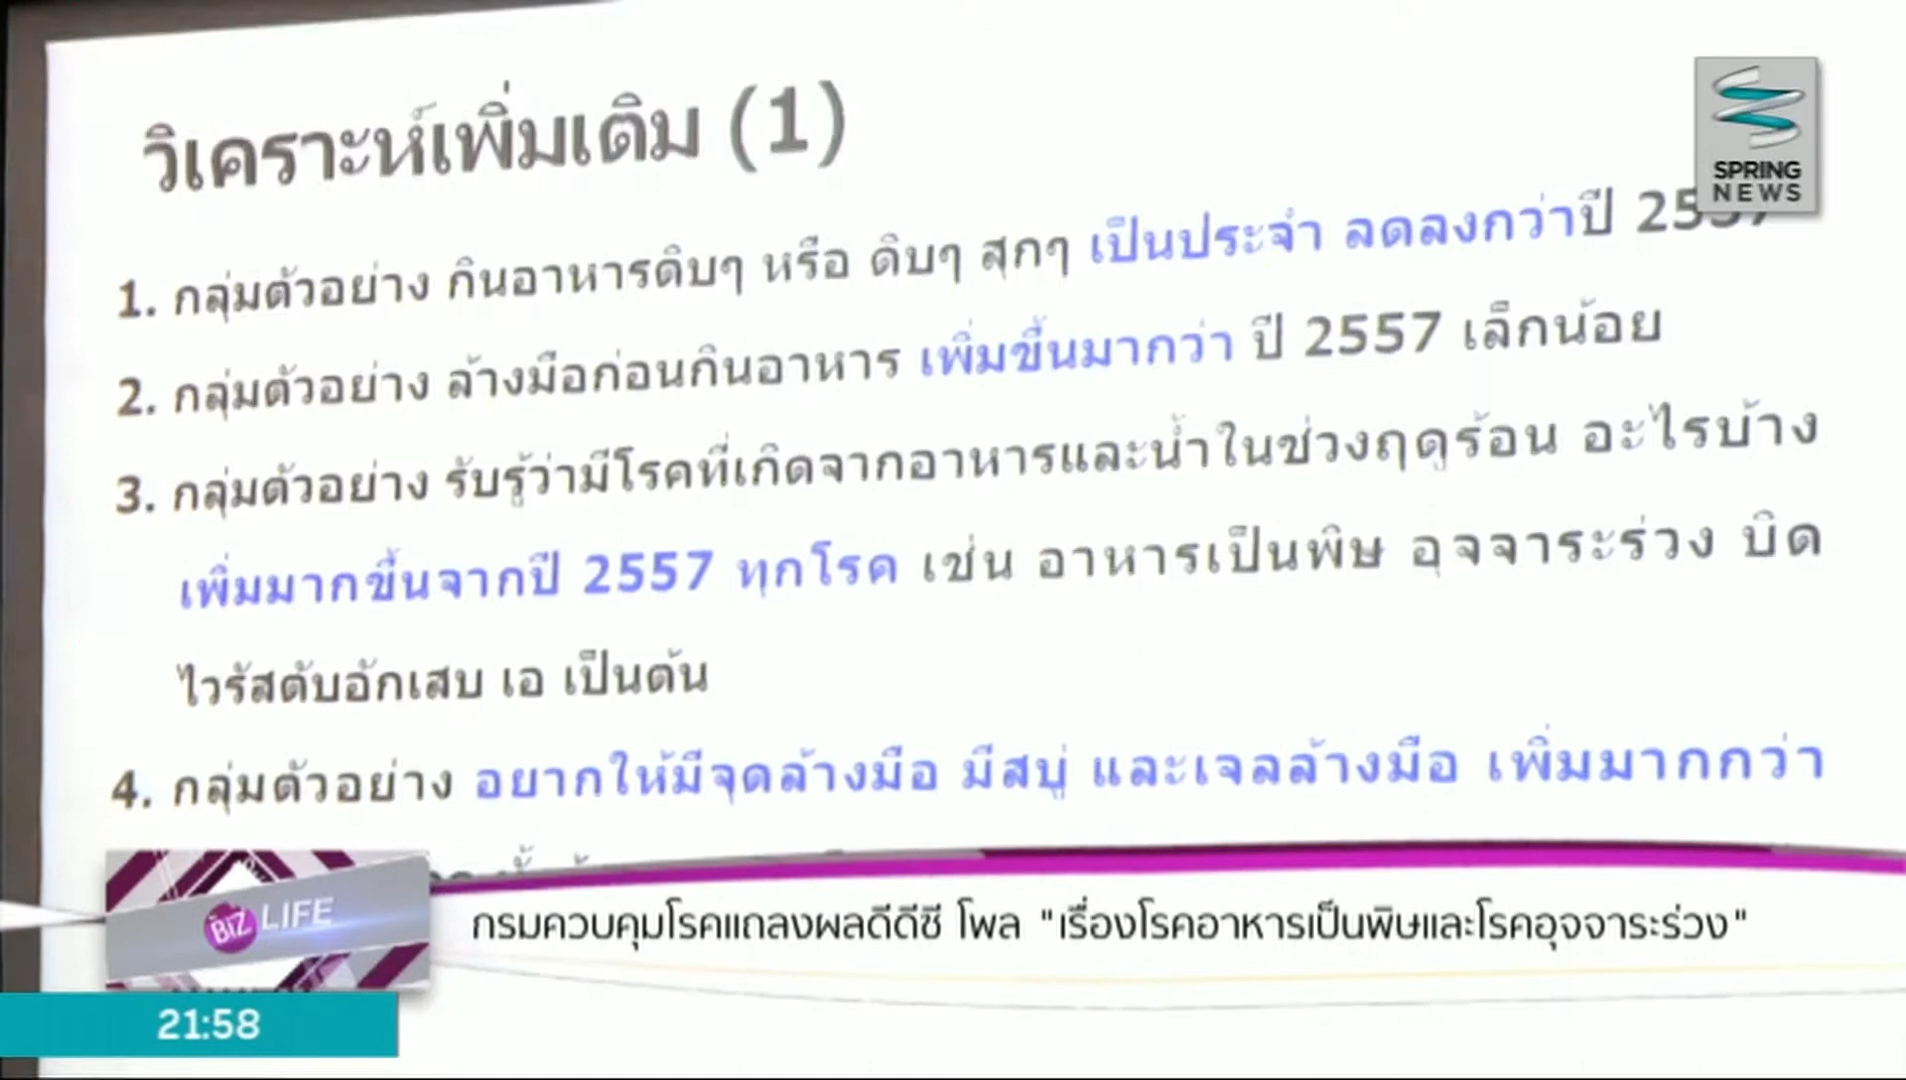 วิเคราะห์เพิ่มเติม (1)
SPRING
NEWS
1. กลุ่มตัวอย่าง กินอาหารดิบๆ หรือ ดิบๆ สุกๆ เป็นประจำ ลดลงกว่าปี 2557
2. กลุ่มตัวอย่าง ล้างมือก่อนกินอาหาร เพิ่มขึ้นมากว่า ปี 2557 เล็กน้อย
3. กลุ่มตัวอย่าง รับรู้ว่ามีโรคที่เกิดจากอาหารและน้ำในช่วงฤดูร้อน อะไรบ้าง
เพิ่มมากขึ้นจากปี 2557 ทุกโรค เช่น อาหารเป็นพิษ อุจจาระร่วง บิด
ไวรัสตับอักเสบ เอ เป็นต้น
4. กลุ่มตัวอย่าง อยากให้มีจุดล้างมือ มีสบู่ และเจลล้างมือ เพิ่มมากกว่า
BIZ LIFE
กรมควบคุมโรคแถลงผลดีดีซี โพล "เรื่องโรคอาหารเป็นพิษและโรคอุจจาระร่วง"
21:58